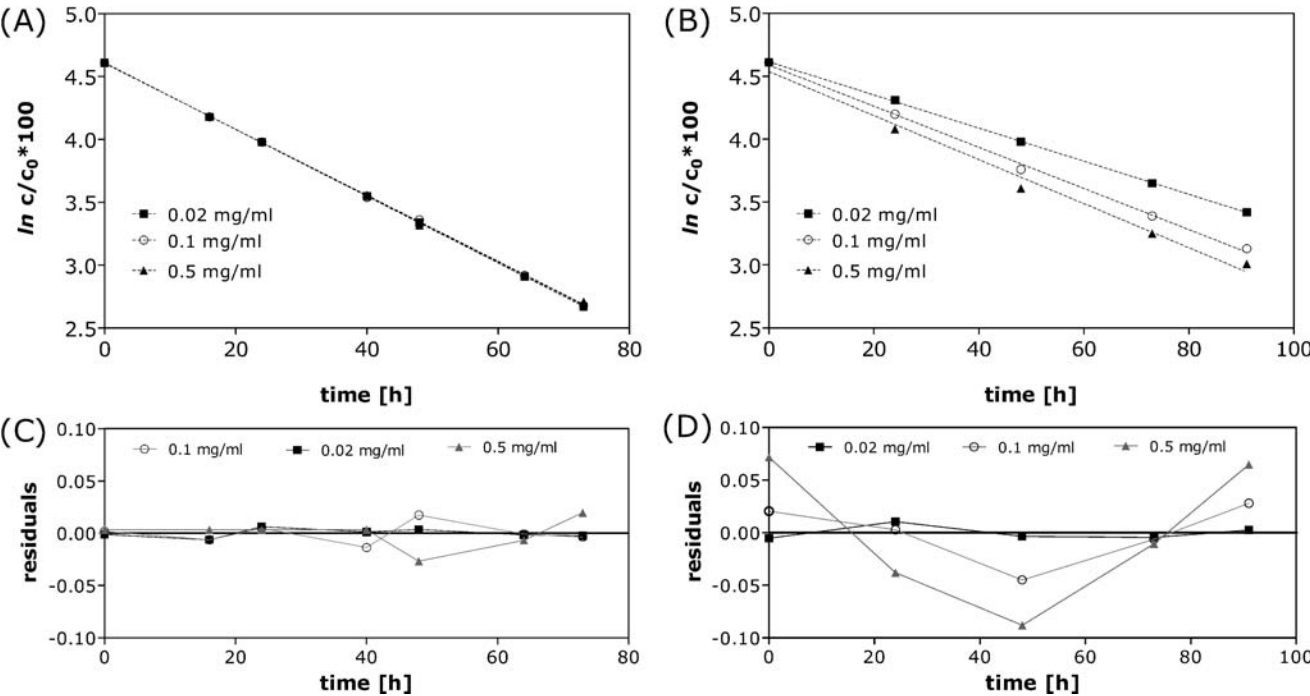 (A)
5.0
4.5
4.0
3.5
3.0
2.5
ln c/c₀*100
0.02 mg/ml
0.1 mg/ml
0.5 mg/ml
0 20 40 60 80
time [h]
(B)
5.0
4.5
4.0
3.5
3.0
2.5
ln c/c₀*100
0.02 mg/ml
0.1 mg/ml
0.5 mg/ml
0 20 40 60 80 100
time [h]
(C)
0.10
0.05
0.00
-0.05
-0.10
residuals
0.1 mg/ml 0.02 mg/ml 0.5 mg/ml
0 20 40 60 80
time [h]
(D)
0.10
0.05
0.00
-0.05
-0.10
residuals
0.02 mg/ml 0.1 mg/ml 0.5 mg/ml
0 20 40 60 80 100
time [h]